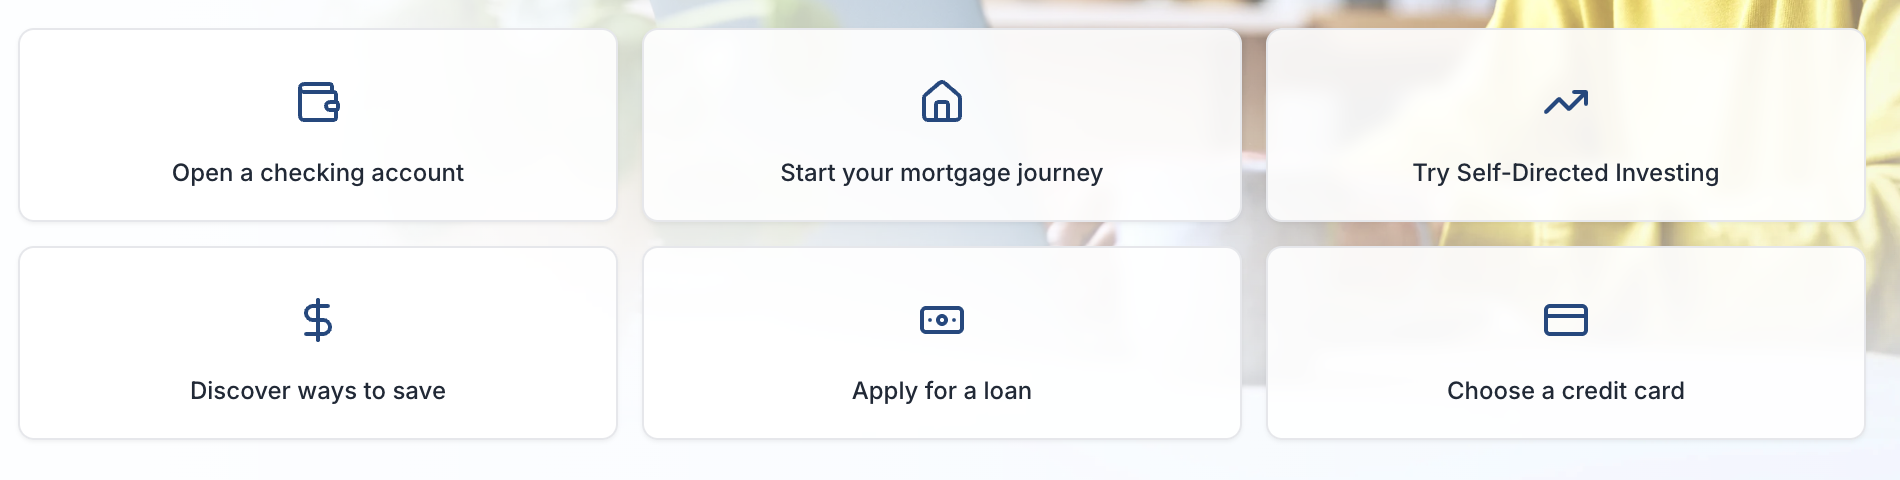 Open a checking account
Start your mortgage journey
Try Self-Directed Investing
Discover ways to save
Apply for a loan
Choose a credit card